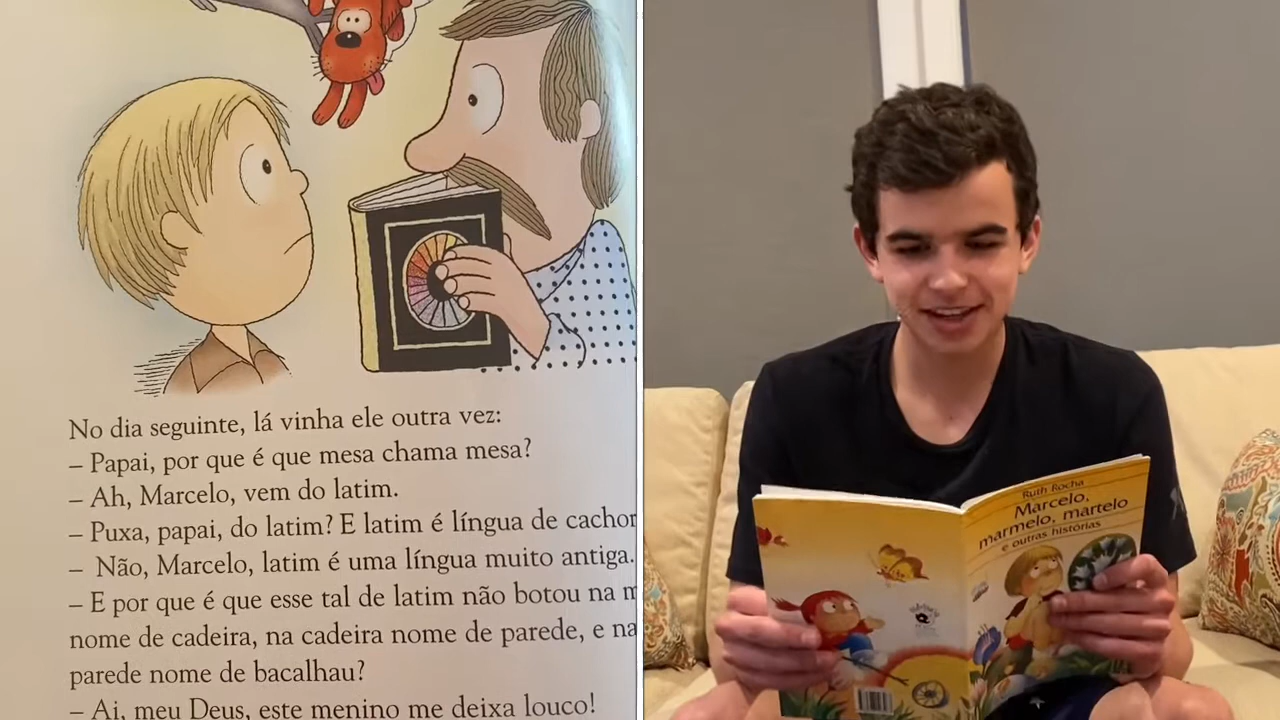 No dia seguinte, lá vinha ele outra vez:
– Papai, por que é que mesa chama mesa?
– Ah, Marcelo, vem do latim.
– Puxa, papai, do latim? E latim é língua de cachor
– Não, Marcelo, latim é uma língua muito antiga.
– E por que é que esse tal de latim não botou na m
nome de cadeira, na cadeira nome de parede, e na
parede nome de bacalhau?
– Ai, meu Deus, este menino me deixa louco!
Ruth Rocha
Marcelo,
marmelo, martelo
e outras histórias